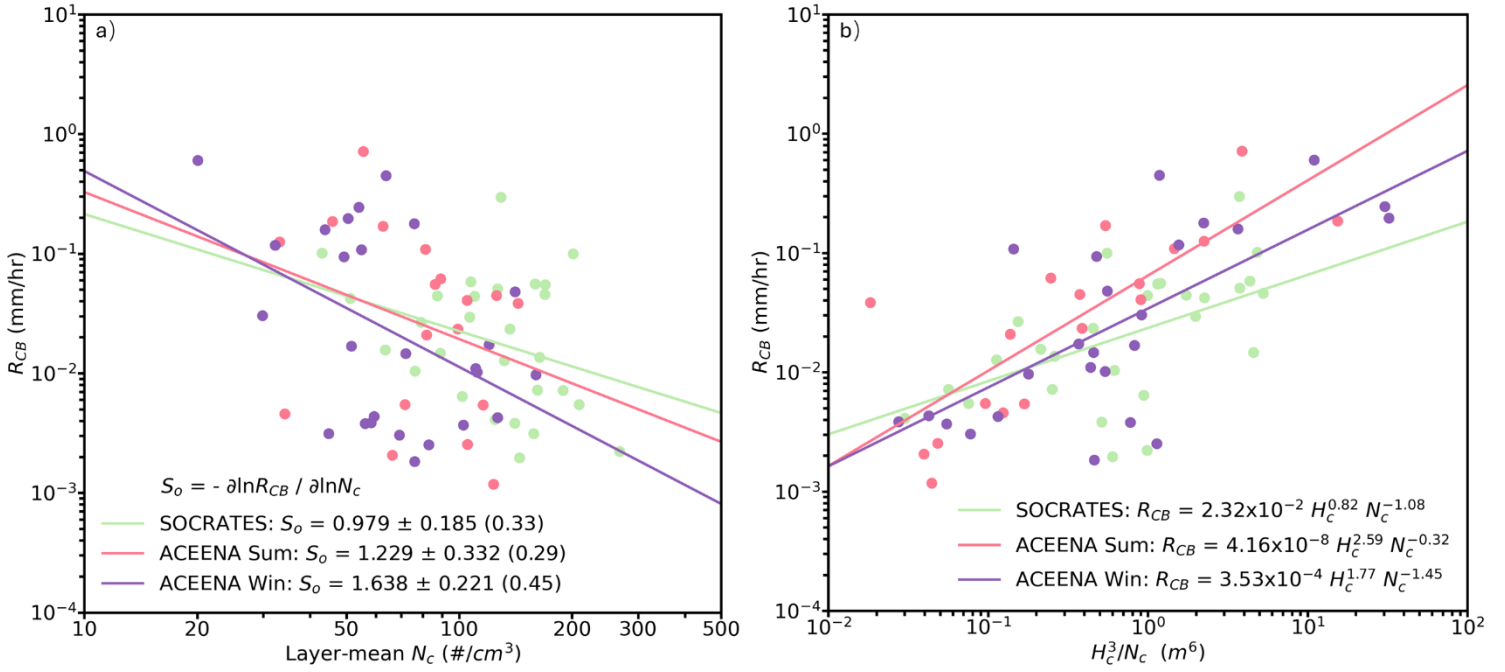 a)
10¹
10⁰
10⁻¹
10⁻²
10⁻³
10⁻⁴
R_CB (mm/hr)
S_o = - ∂lnR_CB / ∂lnN_c
SOCRATES: S_o = 0.979 ± 0.185 (0.33)
ACEENA Sum: S_o = 1.229 ± 0.332 (0.29)
ACEENA Win: S_o = 1.638 ± 0.221 (0.45)
10 20 50 100 200 300 500
Layer-mean N_c (#/cm³)
b)
10¹
10⁰
10⁻¹
10⁻²
10⁻³
10⁻⁴
R_CB (mm/hr)
SOCRATES: R_CB = 2.32x10⁻² H_c^0.82 N_c^−1.08
ACEENA Sum: R_CB = 4.16x10⁻⁸ H_c^2.59 N_c^−0.32
ACEENA Win: R_CB = 3.53x10⁻⁴ H_c^1.77 N_c^−1.45
10⁻² 10⁻¹ 10⁰ 10¹ 10²
H_c³/N_c (m⁶)